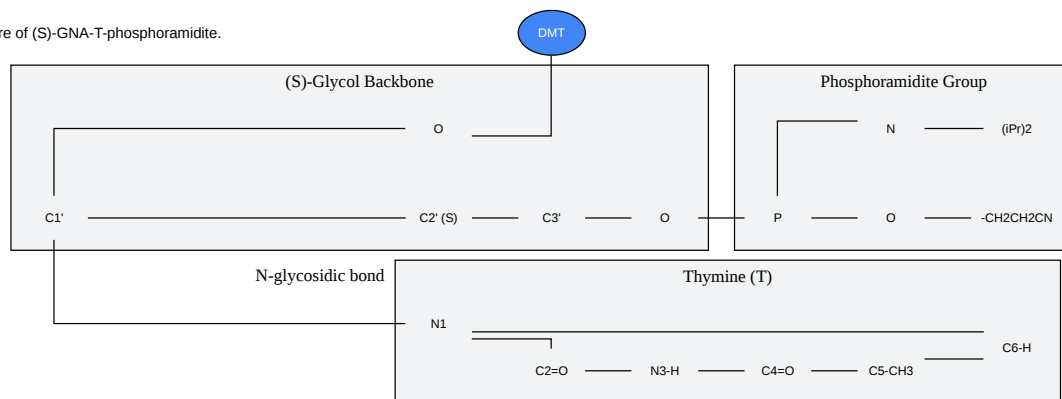 re of (S)-GNA-T-phosphoramidite.
DMT
(S)-Glycol Backbone
Phosphoramidite Group
O
N
(iPr)2
C1'
C2' (S)
C3'
O
P
O
-CH2CH2CN
N-glycosidic bond
Thymine (T)
N1
C6-H
C2=O
N3-H
C4=O
C5-CH3